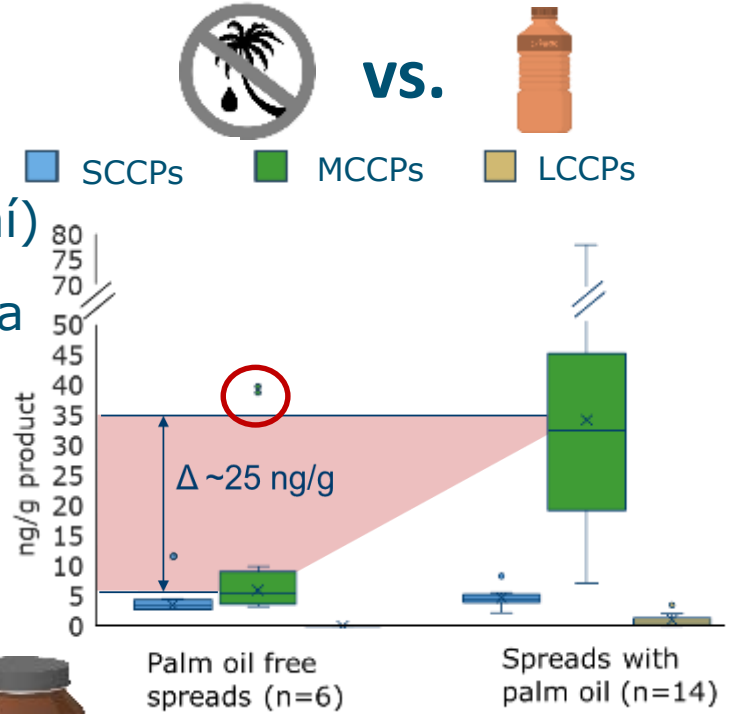 vs.
SCCPs MCCPs LCCPs
ní)
a
80
75
70
50
45
40
35
30
25
20
15
10
5
0
ng/g product
Δ ~25 ng/g
Palm oil free
spreads (n=6)
Spreads with
palm oil (n=14)